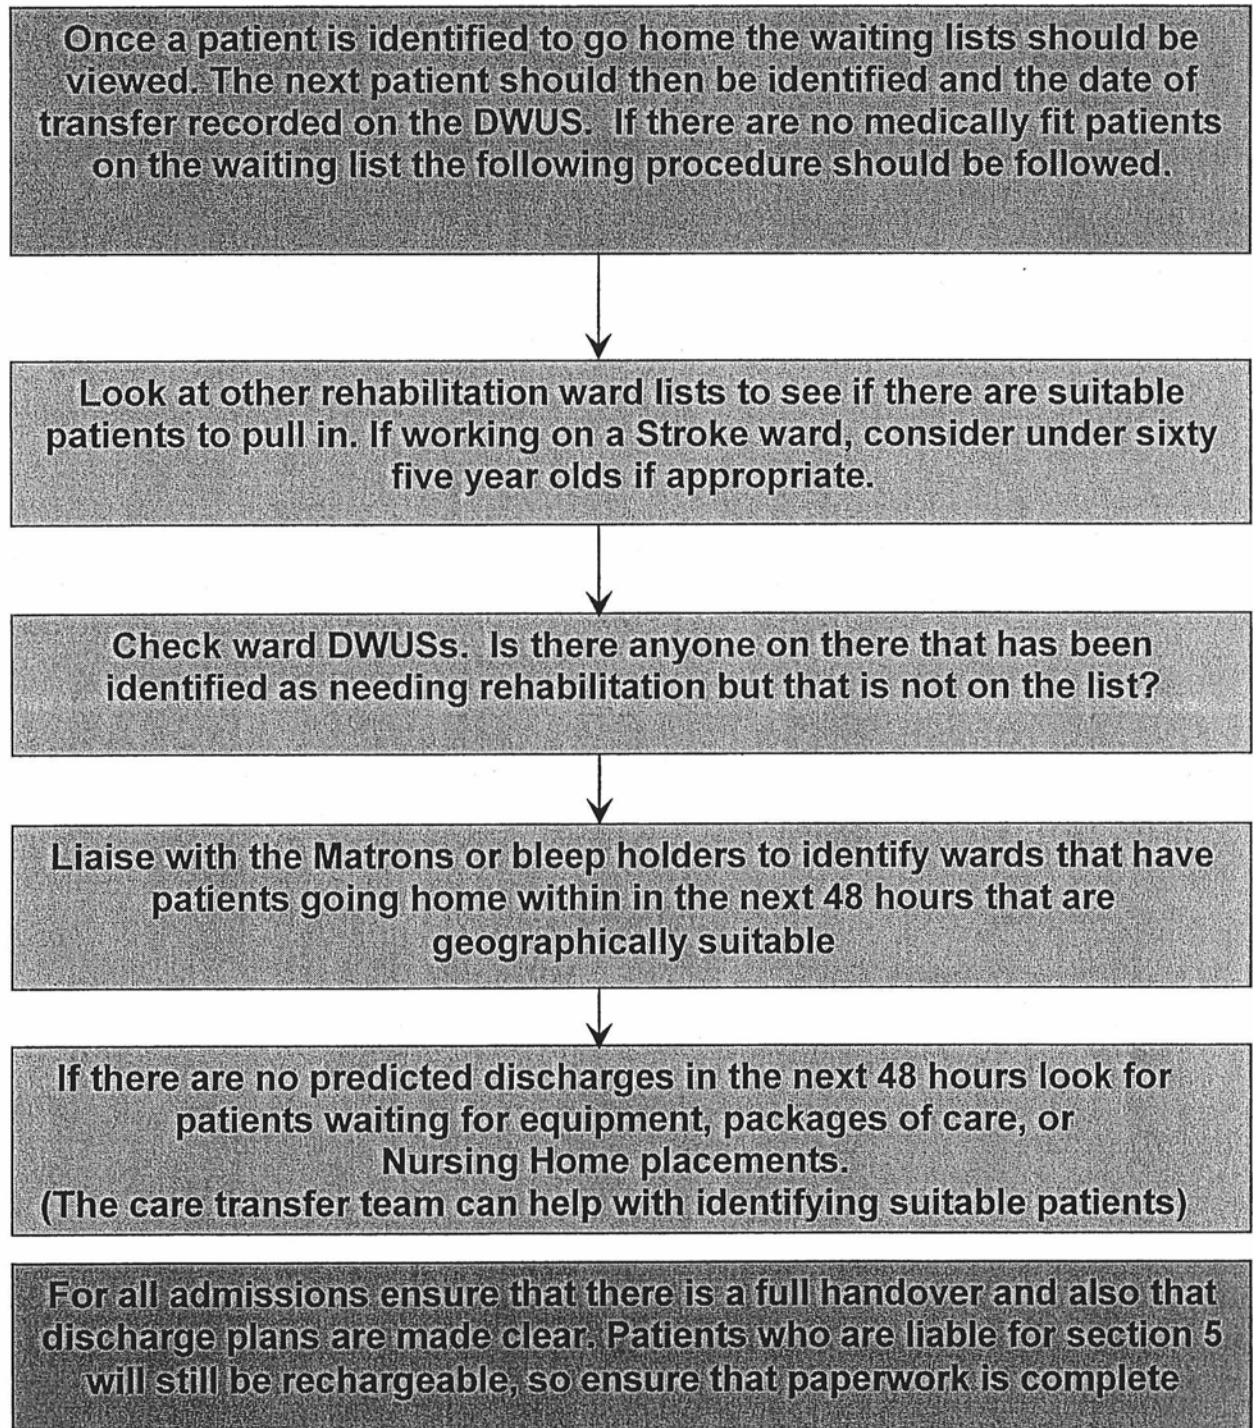 Once a patient is identified to go home the waiting lists should be
viewed. The next patient should then be identified and the date of
transfer recorded on the DWUS.  If there are no medically fit patients
on the waiting list the following procedure should be followed.
Look at other rehabilitation ward lists to see if there are suitable
patients to pull in. If working on a Stroke ward, consider under sixty
five year olds if appropriate.
Check ward DWUSs.  Is there anyone on there that has been
identified as needing rehabilitation but that is not on the list?
Liaise with the Matrons or bleep holders to identify wards that have
patients going home within in the next 48 hours that are
geographically suitable
If there are no predicted discharges in the next 48 hours look for
patients waiting for equipment, packages of care, or
Nursing Home placements.
(The care transfer team can help with identifying suitable patients)
For all admissions ensure that there is a full handover and also that
discharge plans are made clear. Patients who are liable for section 5
will still be rechargeable, so ensure that paperwork is complete